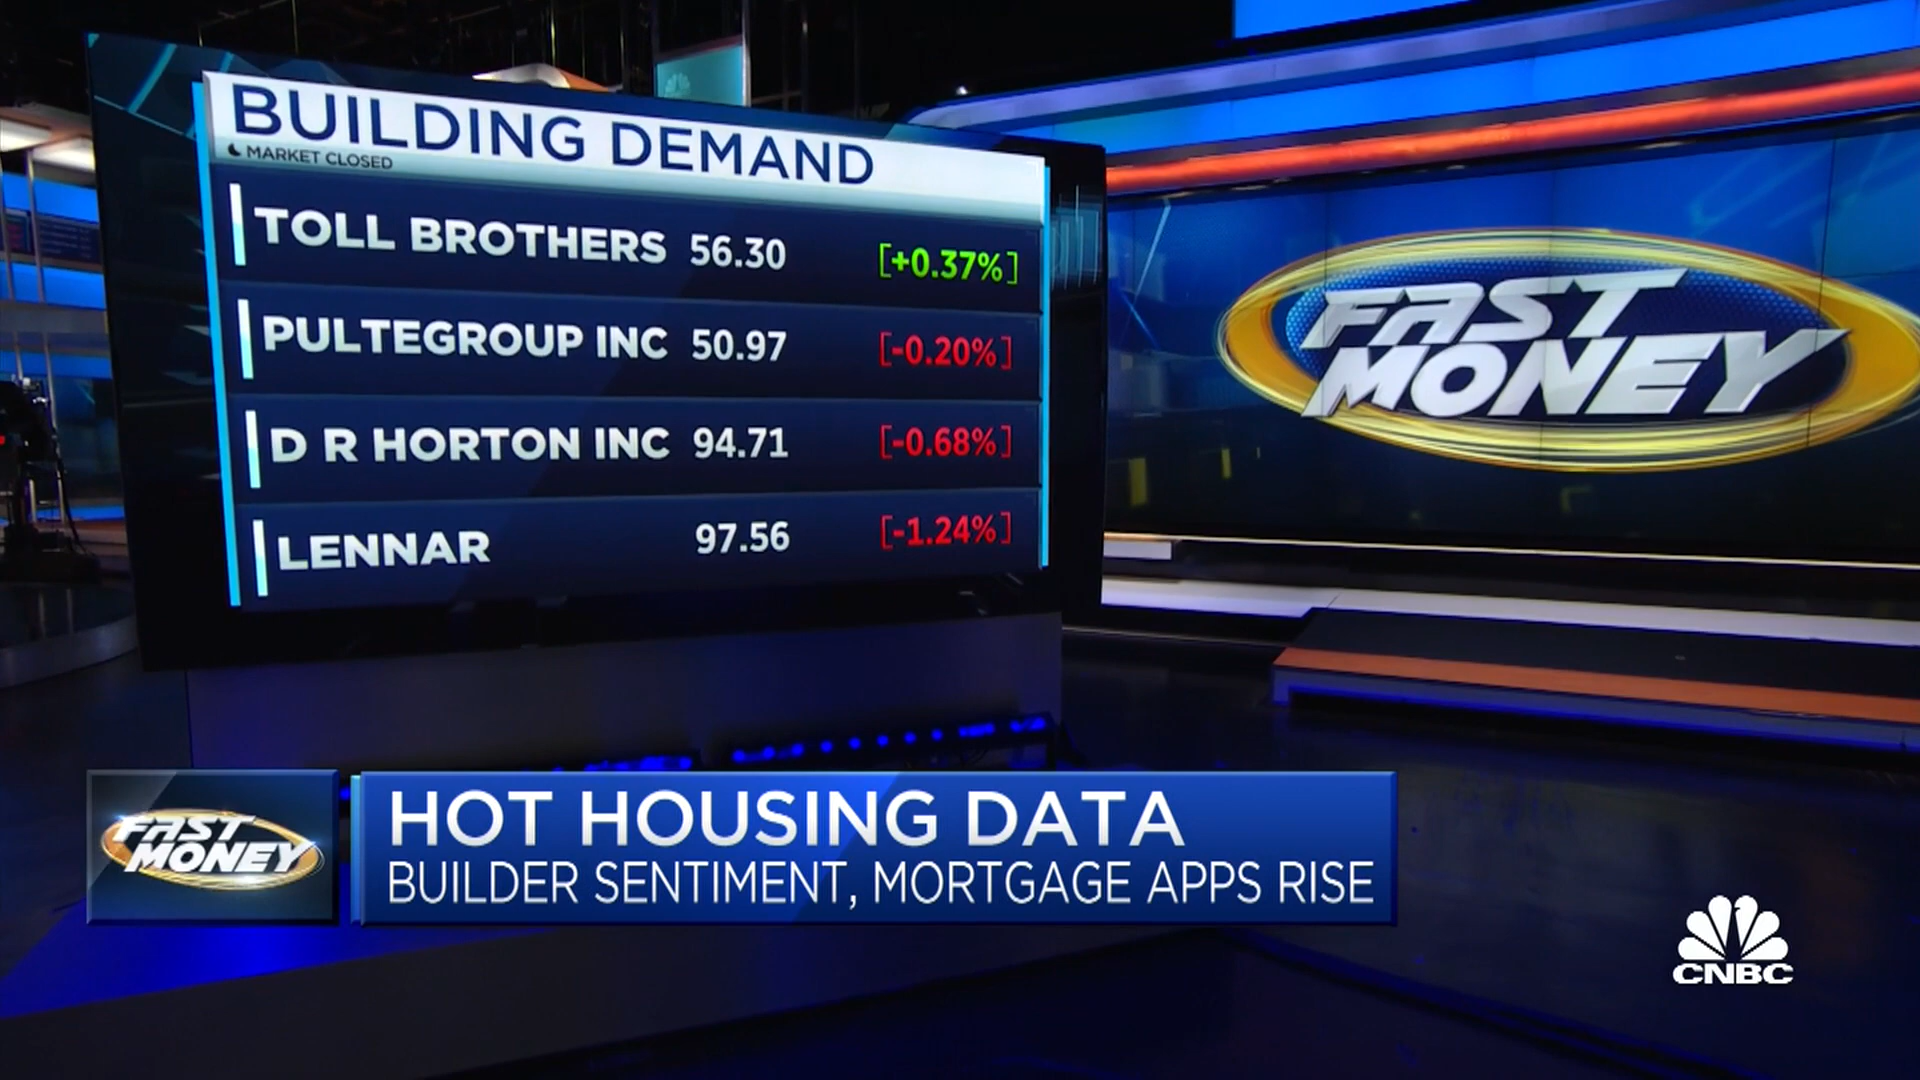 BUILDING DEMAND
MARKET CLOSED
TOLL BROTHERS 56.30 [+0.37%]
PULTEGROUP INC 50.97 [-0.20%]
D R HORTON INC 94.71 [-0.68%]
LENNAR 97.56 [-1.24%]
FAST
MONEY
FAST
MONEY
HOT HOUSING DATA
BUILDER SENTIMENT, MORTGAGE APPS RISE
CNBC